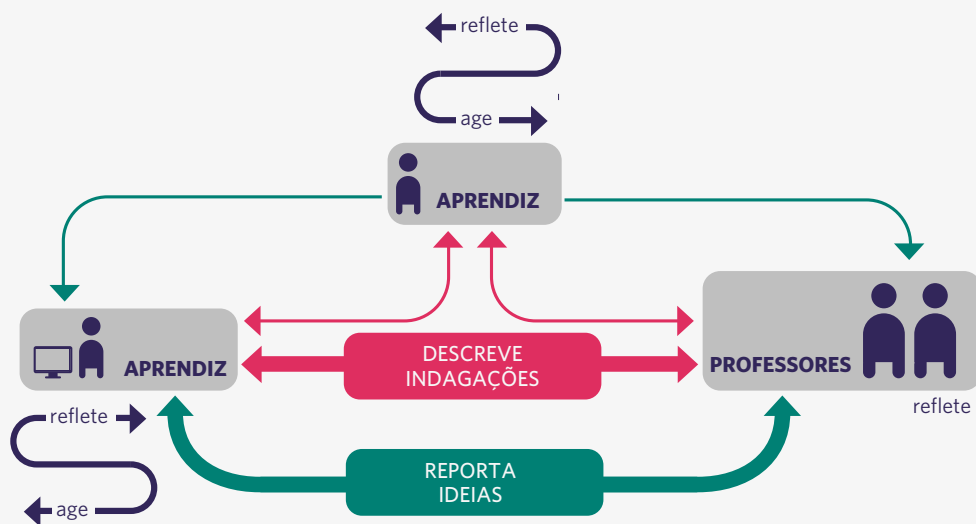 reflete
age
APRENDIZ
APRENDIZ
DESCREVE
INDAGAÇÕES
PROFESSORES
reflete
reflete
REPORTA
IDEIAS
age